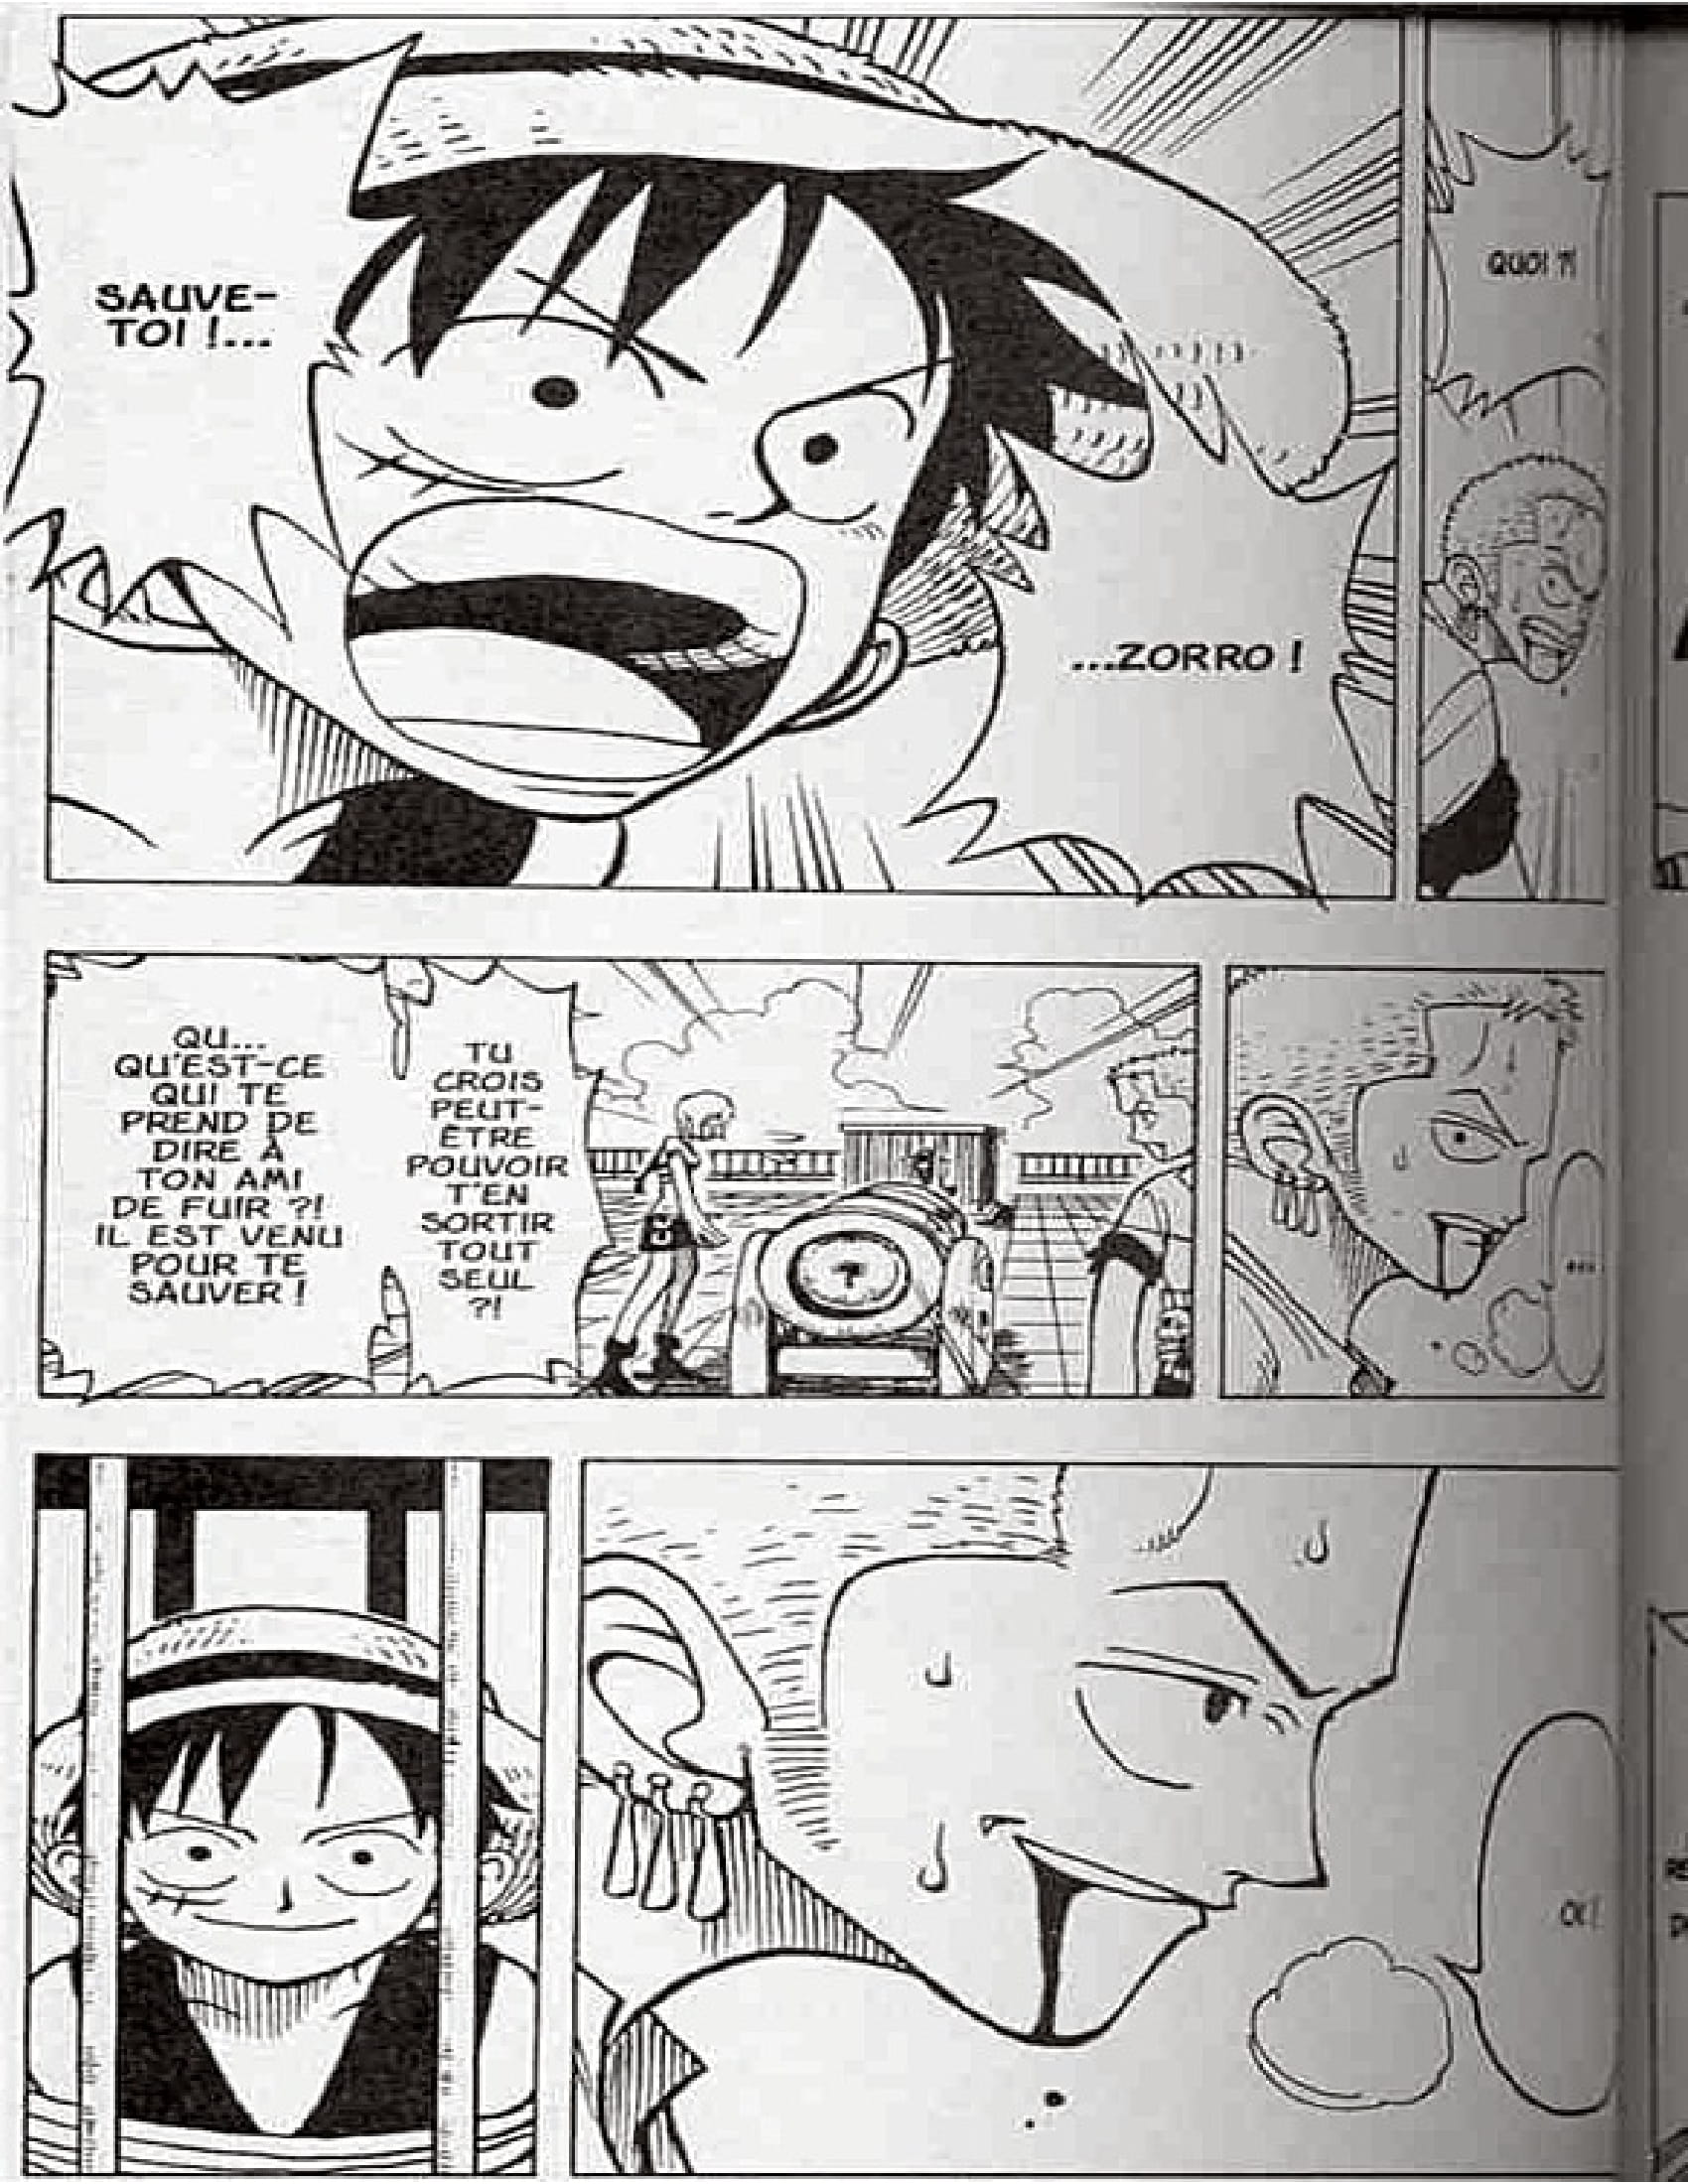 QUOI ?!
SAUVE-
TOI !...
...ZORRO !
...
QU...
QU'EST-CE
QUI TE
PREND DE
DIRE À
TON AMI
DE FUIR ?!
IL EST VENU
POUR TE
SAUVER !
TU
CROIS
PEUT-
ÊTRE
POUVOIR
T'EN
SORTIR
TOUT
SEUL
?!
OK!